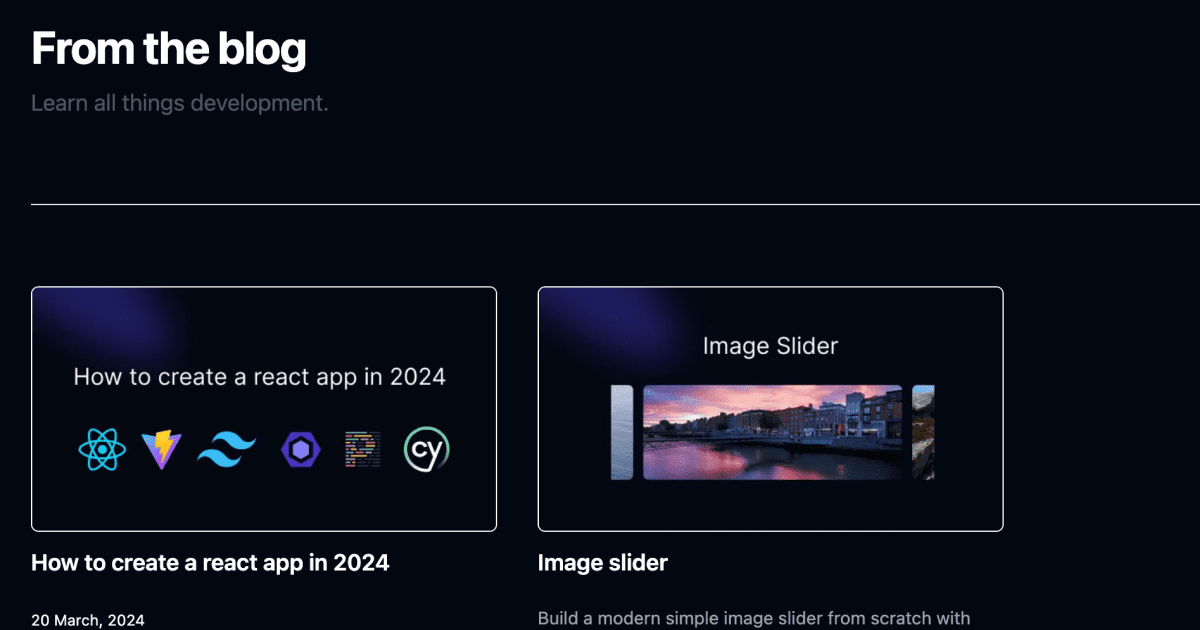 From the blog
Learn all things development.
How to create a react app in 2024
cy
Image Slider
How to create a react app in 2024
20 March, 2024
Image slider
Build a modern simple image slider from scratch with